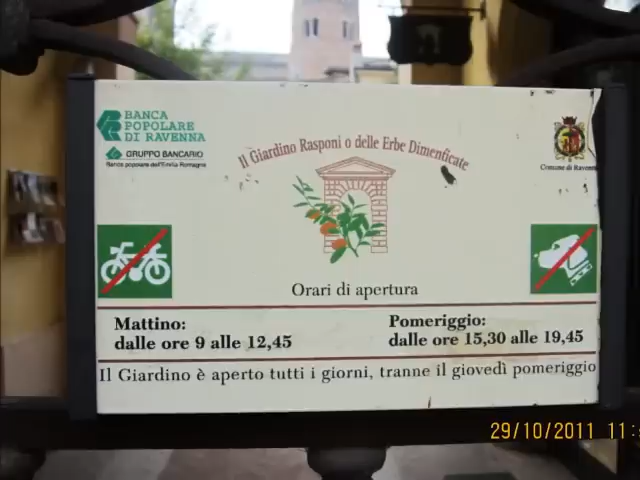 BANCA
POPOLARE
DI RAVENNA
GRUPPO BANCARIO
Banca popolare dell'Emilia Romagna
Il Giardino Rasponi o delle Erbe Dimenticate
Comune di Ravenna
Orari di apertura
Mattino:
dalle ore 9 alle 12,45
Pomeriggio:
dalle ore 15,30 alle 19,45
Il Giardino è aperto tutti i giorni, tranne il giovedì pomeriggio
29/10/2011 11: